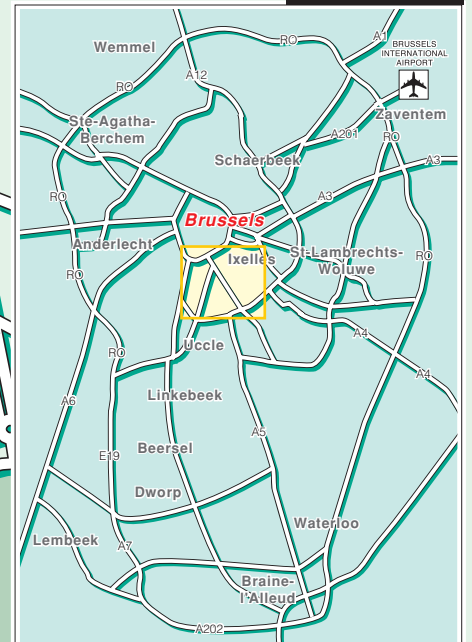 Wemmel
RO
A1
BRUSSELS
INTERNATIONAL
AIRPORT
A12
RO
Zaventem
Ste-Agatha-
Berchem
A201
RO
Schaerbeek
A3
RO
A3
Brussels
Anderlecht
Ixelles
St-Lambrechts-
Woluwe
RO
RO
A4
Uccle
RO
A4
Linkebeek
A6
A5
Beersel
E19
Dworp
Waterloo
Lembeek
A7
Braine-
l'Alleud
A202